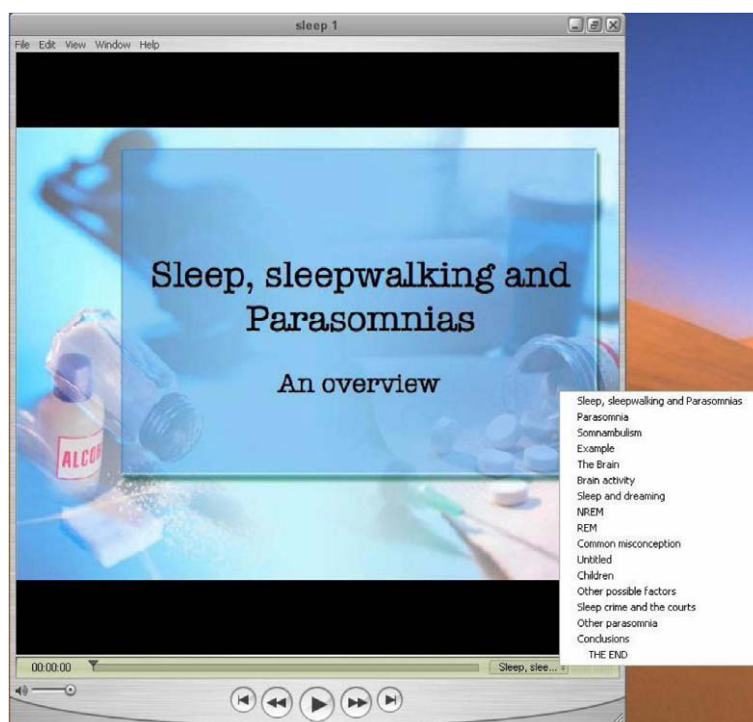 sleep 1
File Edit View Window Help
Sleep, sleepwalking and
Parasomnias
An overview
ALCO
Sleep, sleepwalking and Parasomnias
Parasomnia
Somnambulism
Example
The Brain
Brain activity
Sleep and dreaming
NREM
REM
Common misconception
Untitled
Children
Other possible factors
Sleep crime and the courts
Other parasomnia
Conclusions
THE END
00:00:00
Sleep, slee...